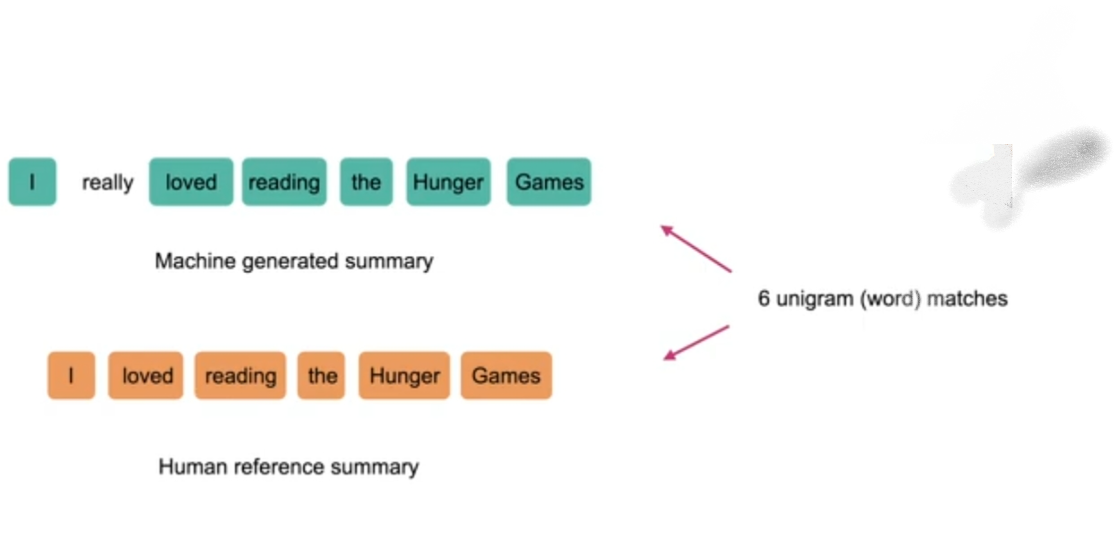 I really loved reading the Hunger Games
Machine generated summary
6 unigram (word) matches
I loved reading the Hunger Games
Human reference summary